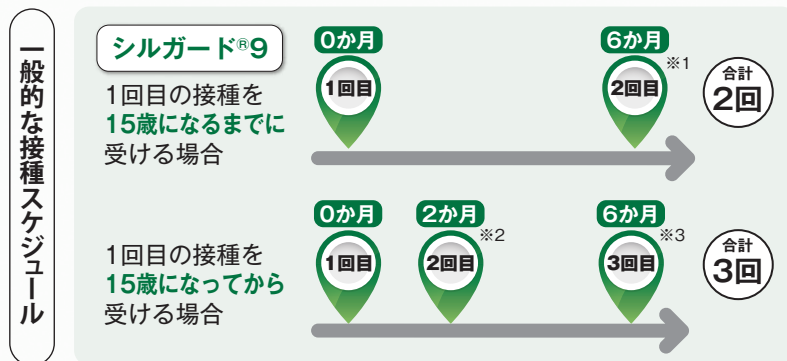 一般的な接種スケジュール
シルガード®9
1回目の接種を
15歳になるまでに
受ける場合
0か月
1回目
6か月
2回目
※1
合計
2回
1回目の接種を
15歳になってから
受ける場合
0か月
1回目
2か月
2回目
※2
6か月
3回目
※3
合計
3回